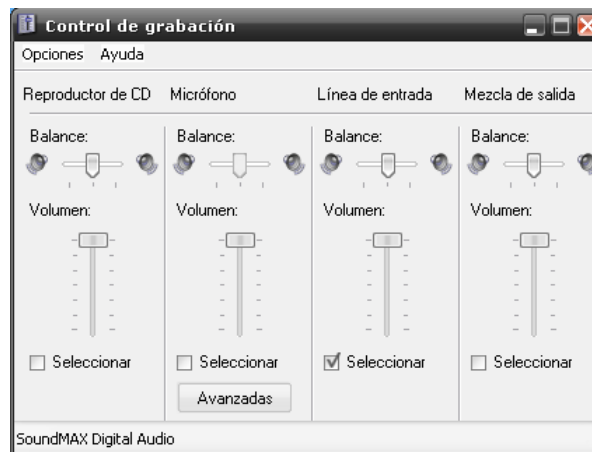 Control de grabación
Opciones Ayuda
Reproductor de CD Micrófono Línea de entrada Mezcla de salida
Balance: Balance: Balance: Balance:
Volumen: Volumen: Volumen: Volumen:
Seleccionar Seleccionar Seleccionar Seleccionar
Avanzadas
SoundMAX Digital Audio